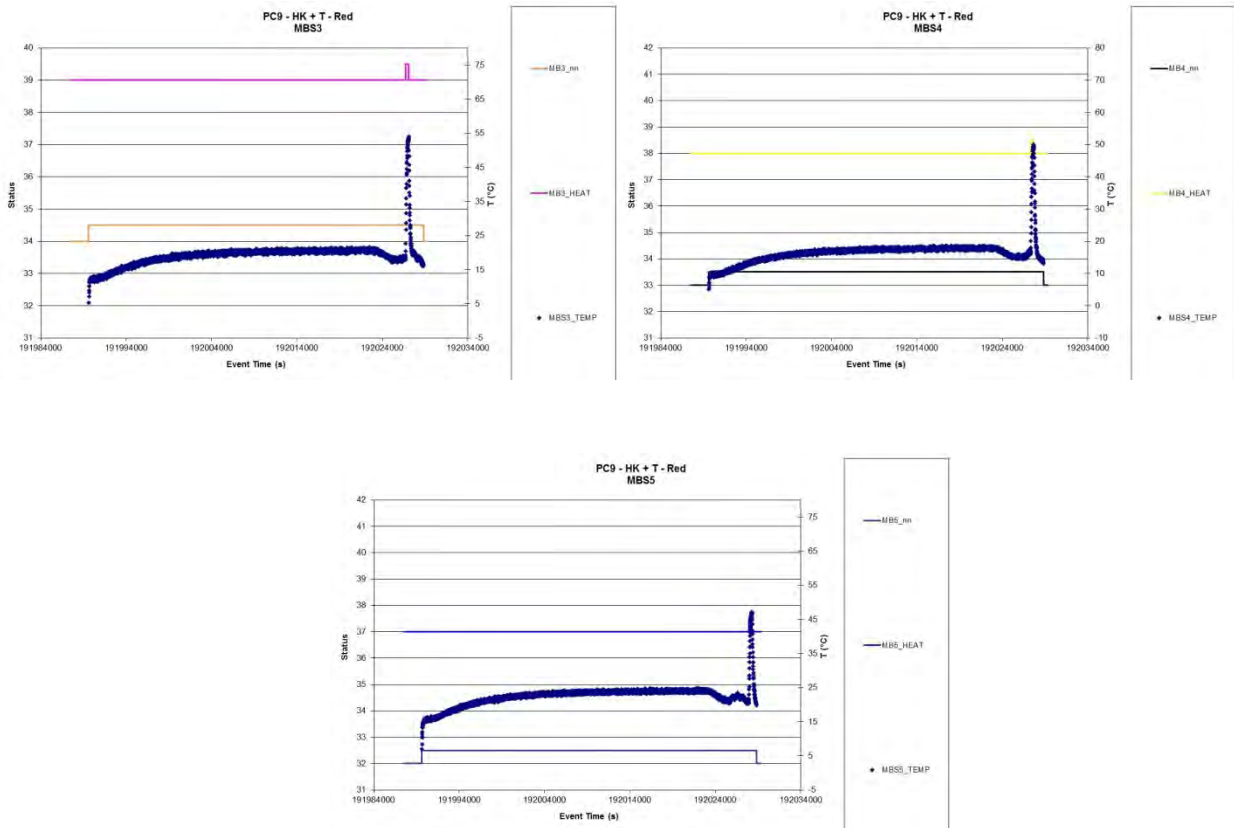 PC9 - HK + T - Red
MBS3
40
39
38
37
36
35
34
33
32
31
Status
75
65
55
45
35
25
15
5
-5
T (°C)
191984000 191994000 192004000 192014000 192024000 192034000
Event Time (s)
MB3_nn
MB3_HEAT
MBS3_TEMP
PC9 - HK + T - Red
MBS4
42
41
40
39
38
37
36
35
34
33
32
31
Status
80
70
60
50
40
30
20
10
0
-10
T (°C)
191984000 191994000 192004000 192014000 192024000 192034000
Event Time (s)
MB4_nn
MB4_HEAT
MBS4_TEMP
PC9 - HK + T - Red
MBS5
42
41
40
39
38
37
36
35
34
33
32
31
Status
75
65
55
45
35
25
15
5
-5
T (°C)
191984000 191994000 192004000 192014000 192024000 192034000
Event Time (s)
MB5_nn
MB5_HEAT
MBS5_TEMP